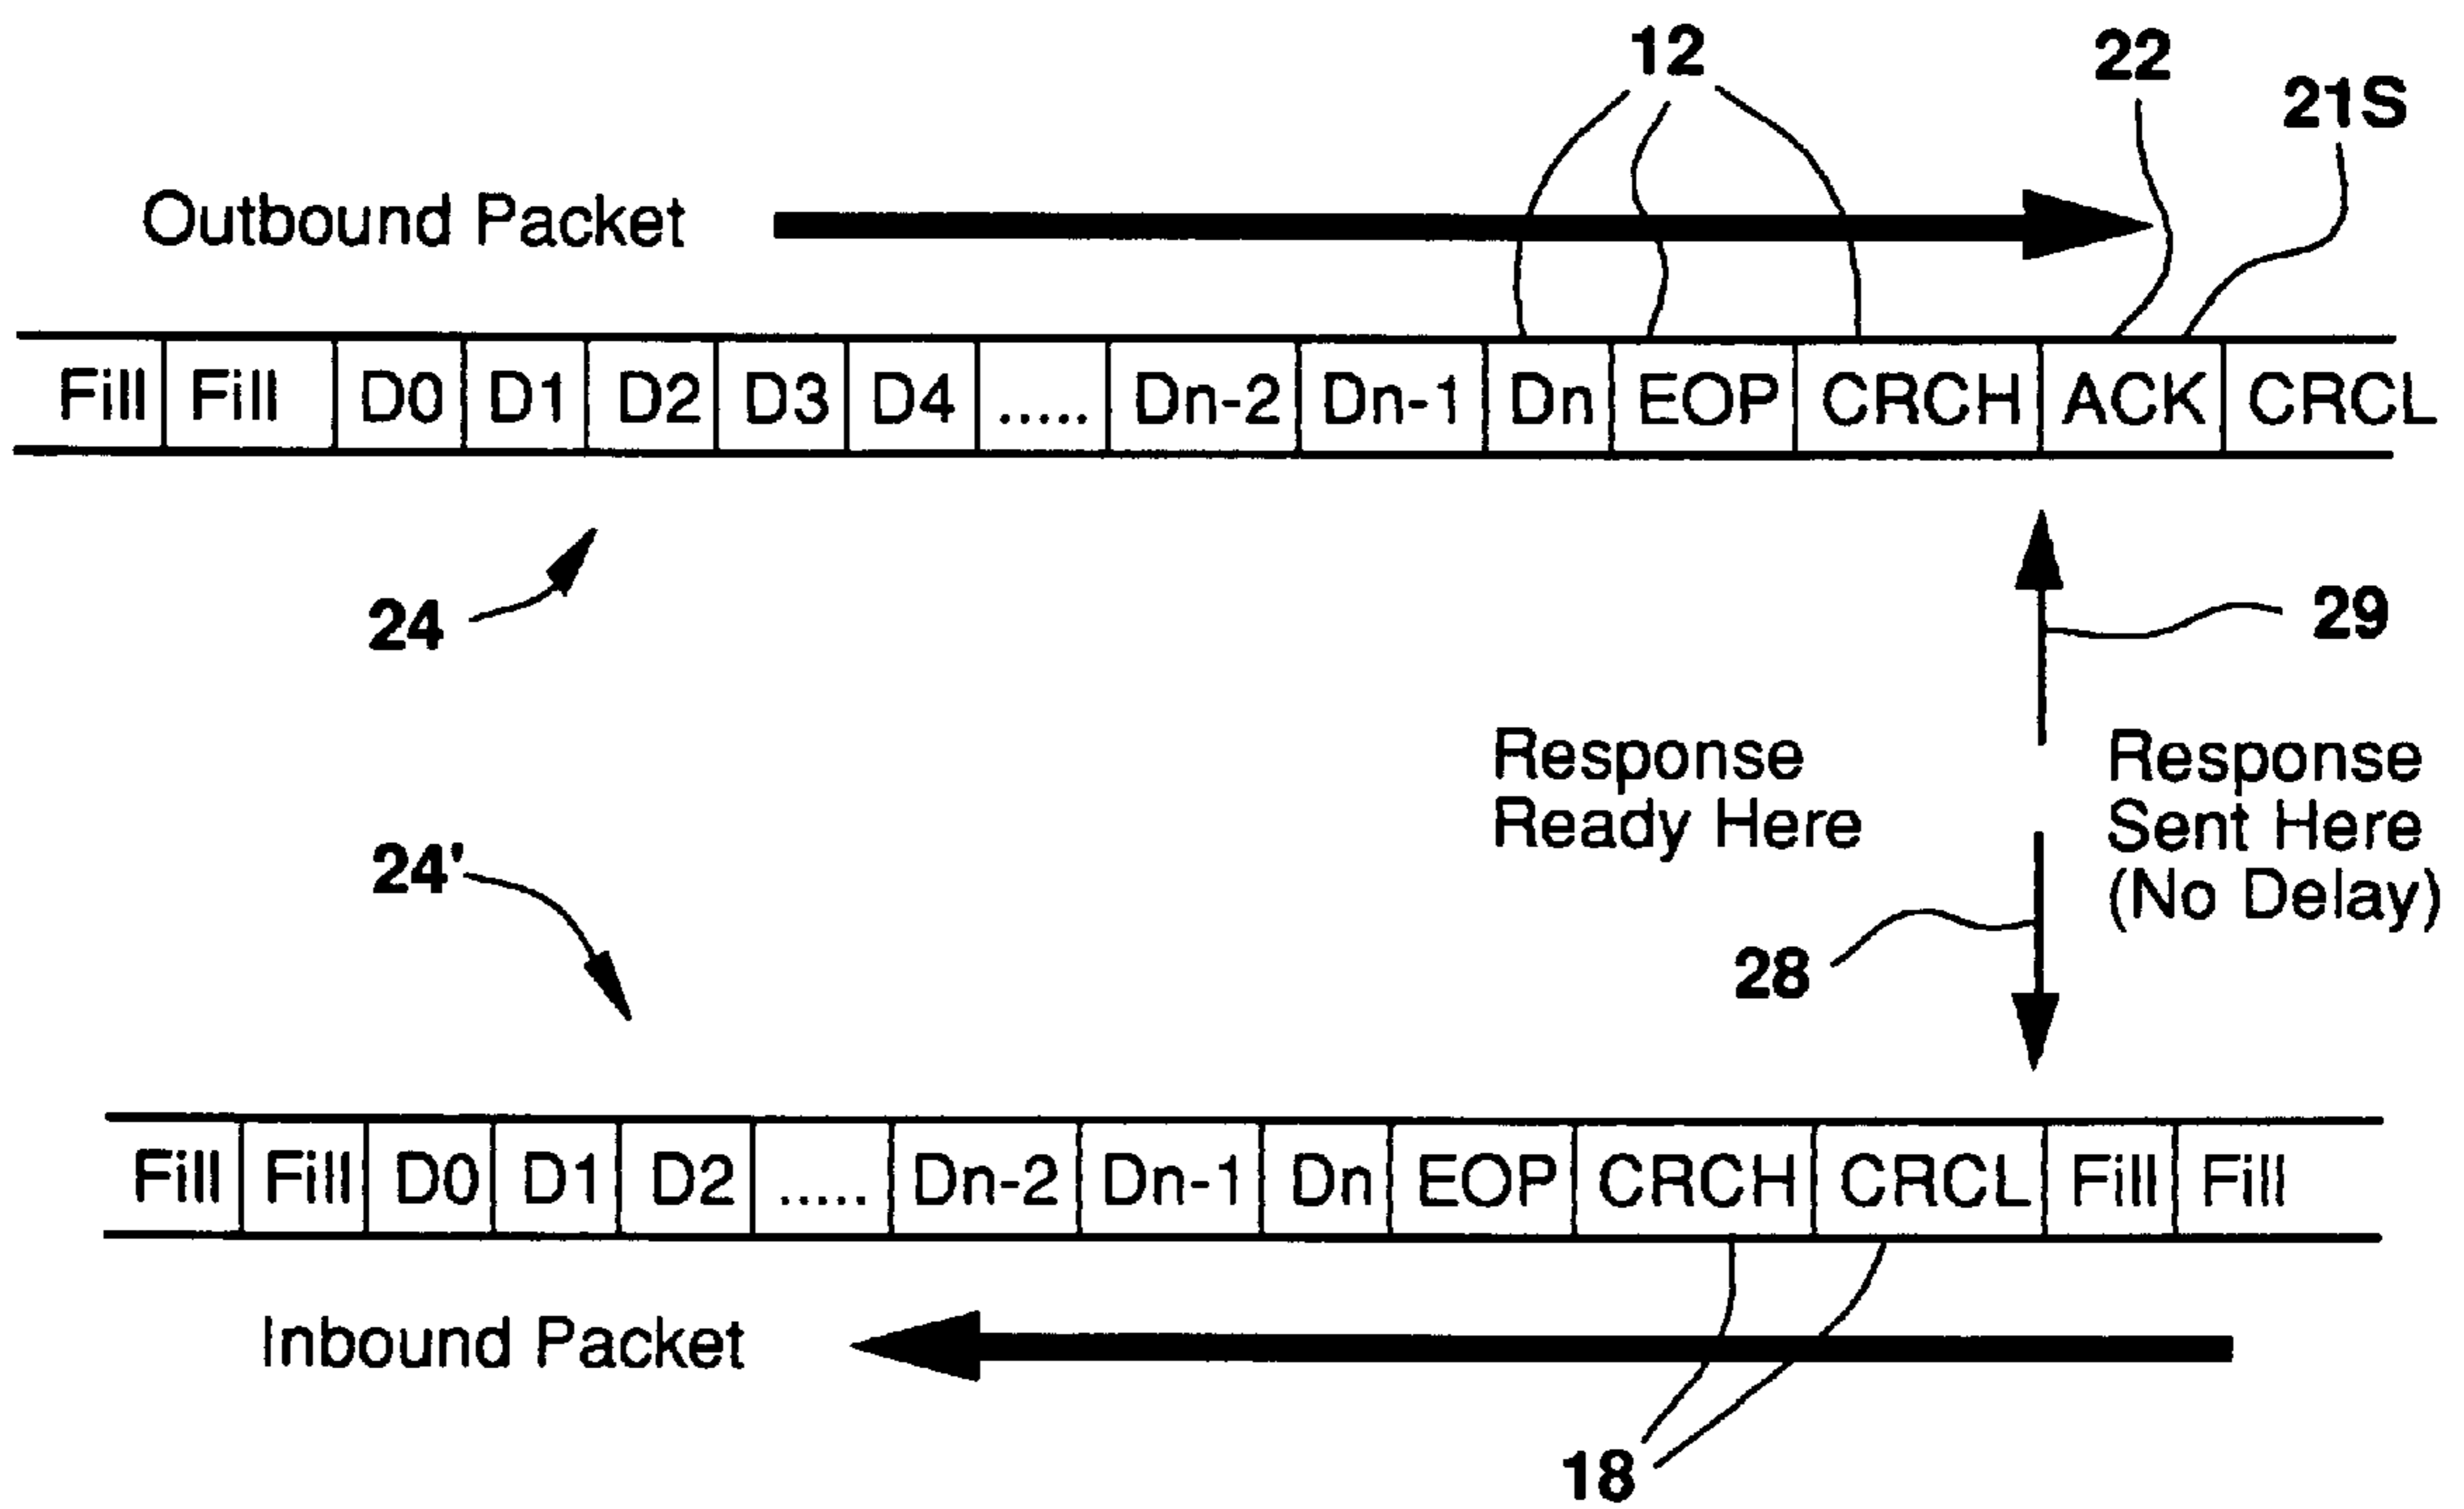 12
22
21S
Outbound Packet
Fill Fill D0 D1 D2 D3 D4 ..... Dn-2 Dn-1 Dn EOP CRCH ACK CRCL
24
29
Response
Ready Here
Response
Sent Here
(No Delay)
24'
28
Fill Fill D0 D1 D2 ..... Dn-2 Dn-1 Dn EOP CRCH CRCL Fill Fill
Inbound Packet
18